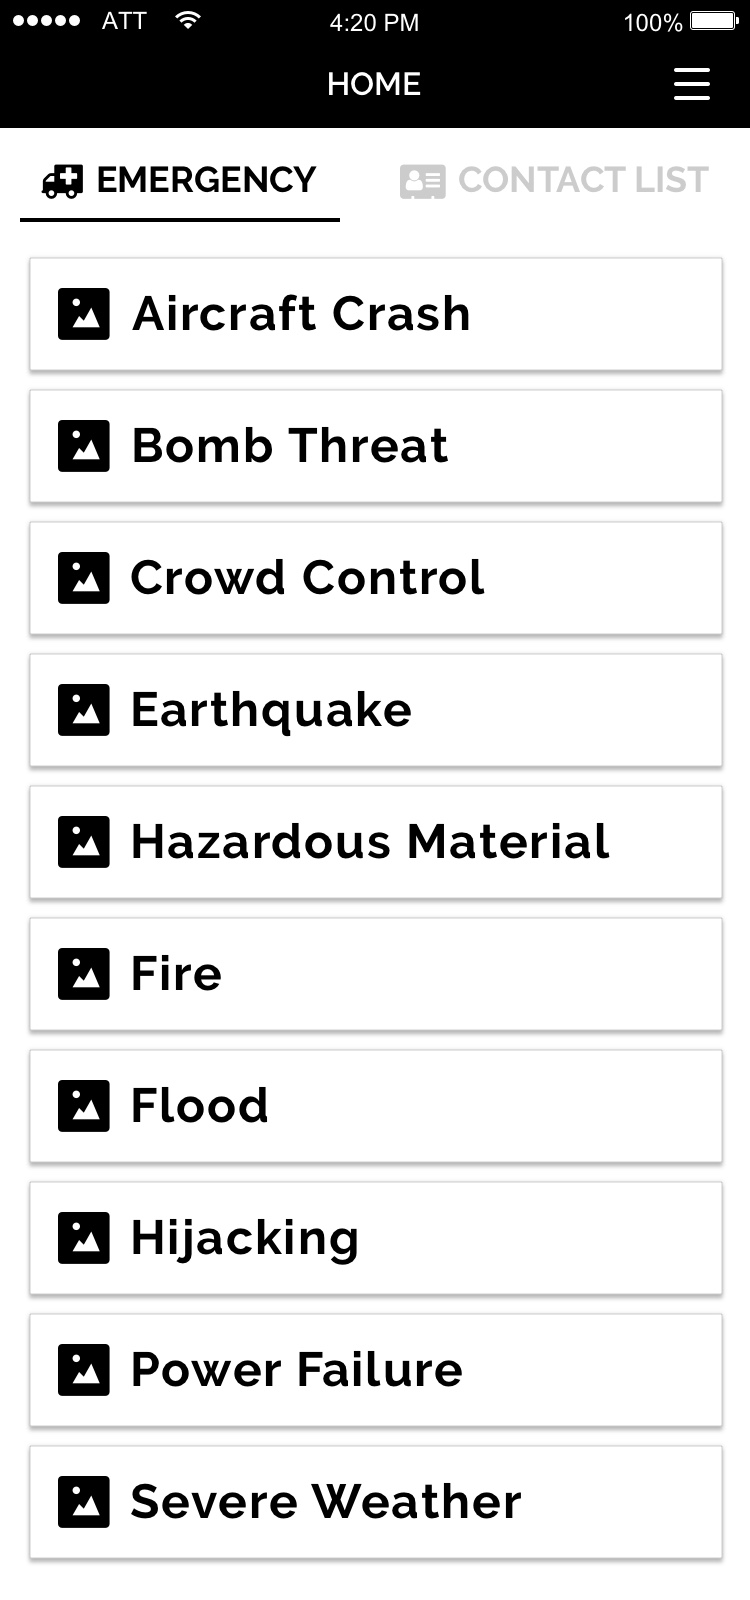 ATT 4:20 PM 100%
HOME
EMERGENCY CONTACT LIST
Aircraft Crash
Bomb Threat
Crowd Control
Earthquake
Hazardous Material
Fire
Flood
Hijacking
Power Failure
Severe Weather